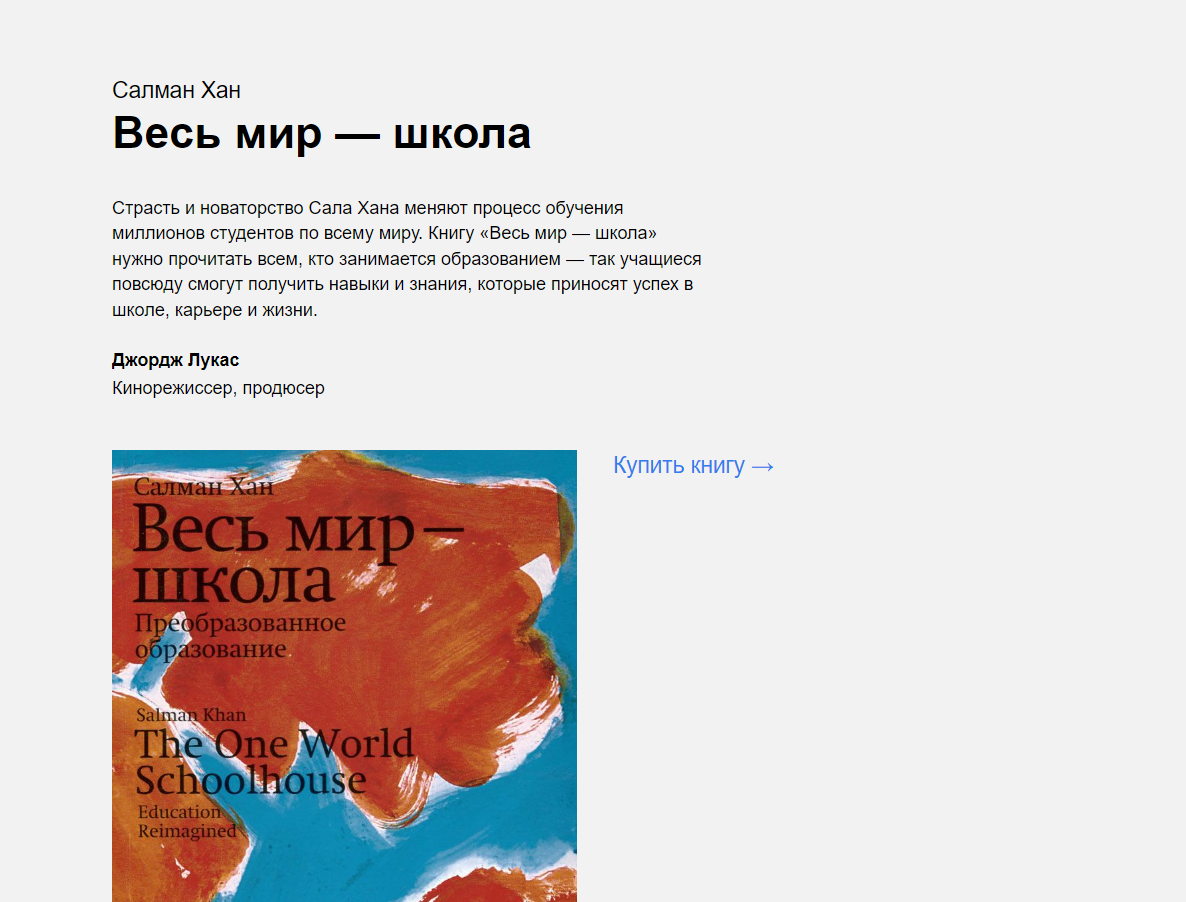 Салман Хан
Весь мир — школа
Страсть и новаторство Сала Хана меняют процесс обучения
миллионов студентов по всему миру. Книгу «Весь мир — школа»
нужно прочитать всем, кто занимается образованием — так учащиеся
повсюду смогут получить навыки и знания, которые приносят успех в
школе, карьере и жизни.
Джордж Лукас
Кинорежиссер, продюсер
Купить книгу →
Салман Хан
Весь мир —
школа
Преобразованное
образование
Salman Khan
The One World
Schoolhouse
Education
Reimagined